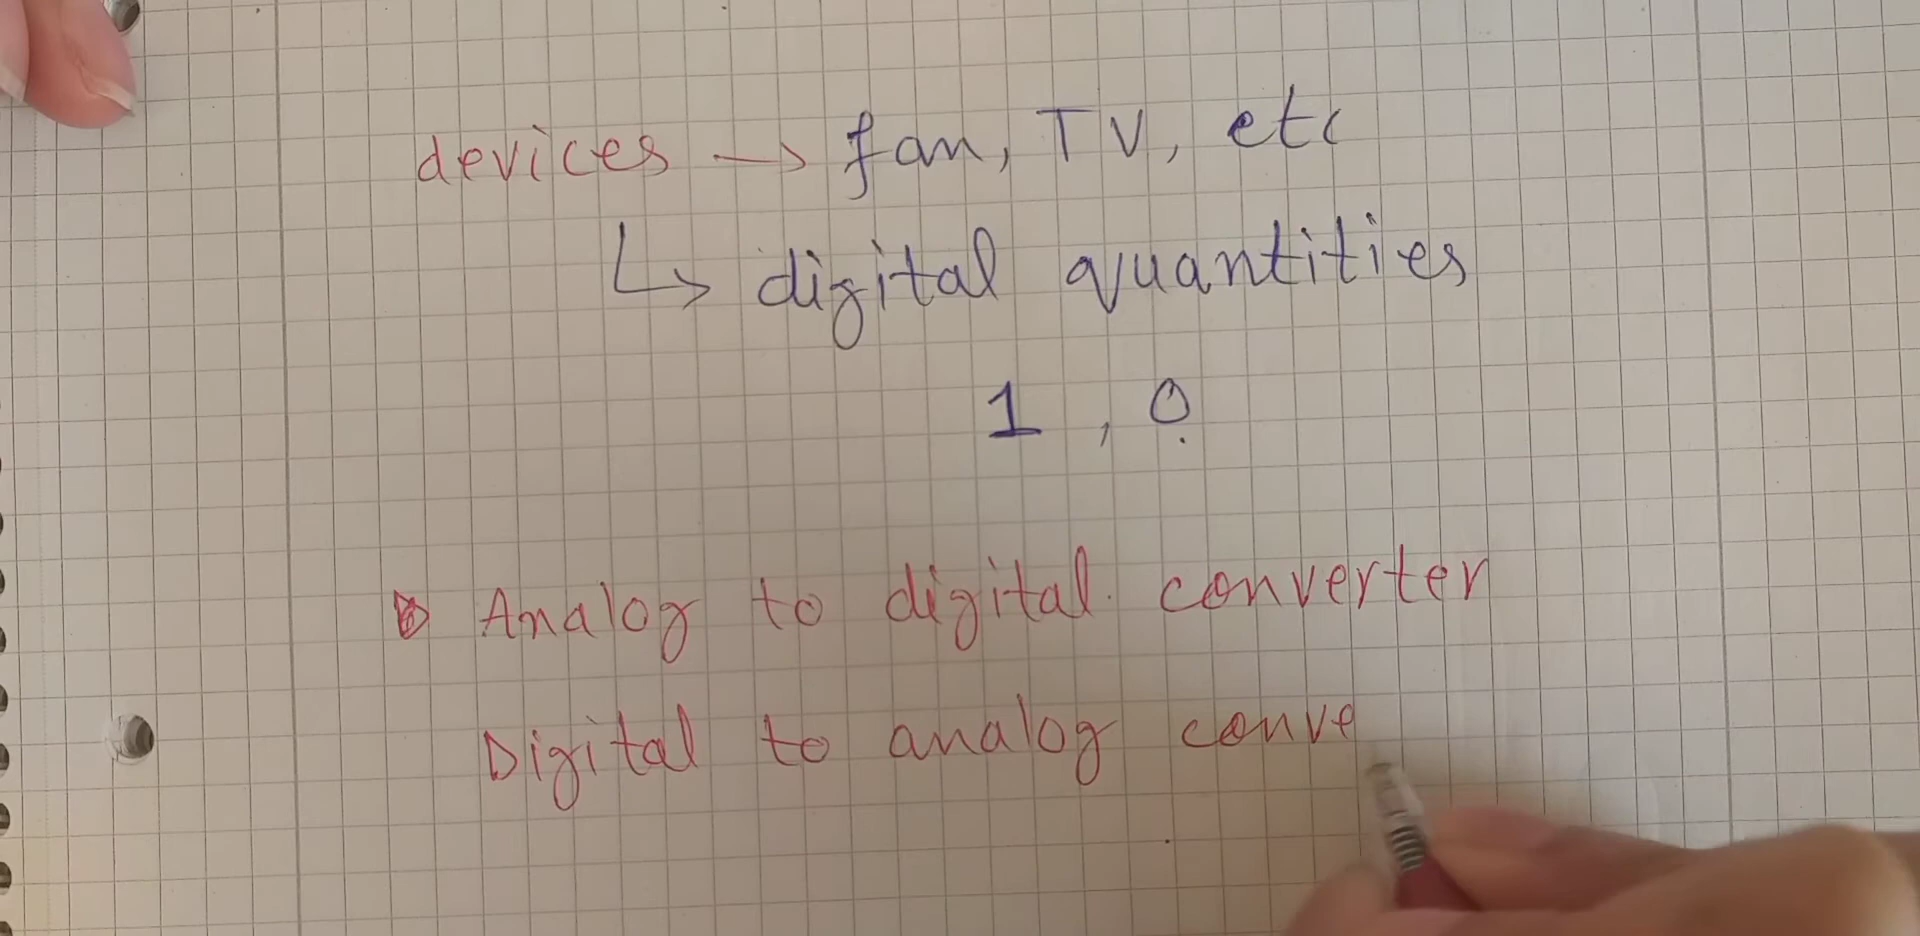 devices → fan, TV, etc
↳ digital quantities
1 , 0
Analog to digital converter
Digital to analog conve